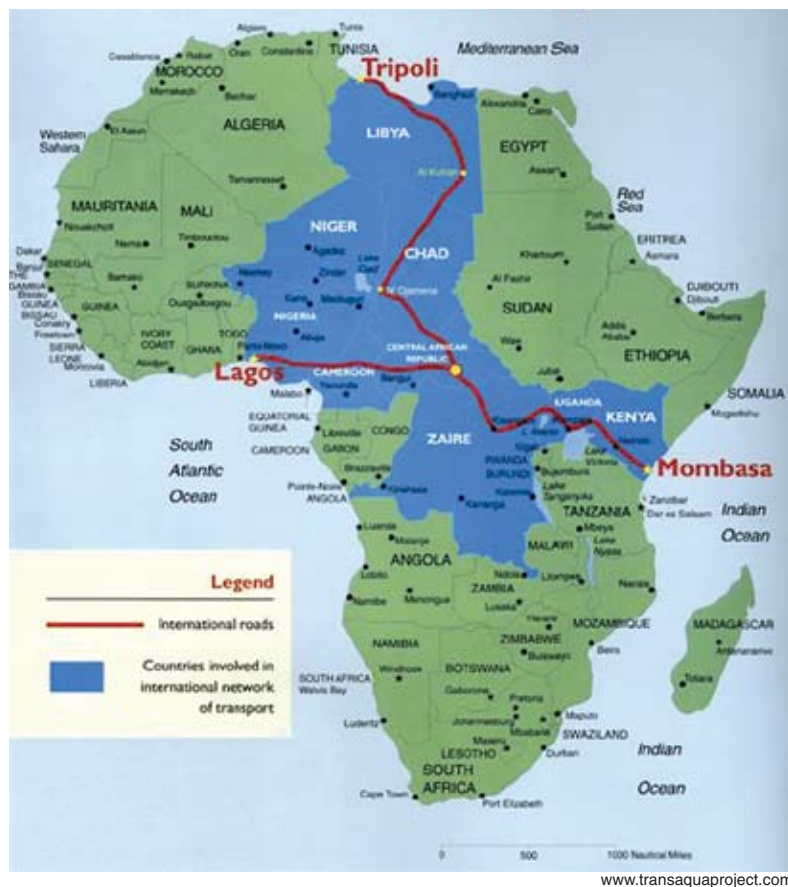 Algiers
Tunis
Mediterranean Sea
Casablanca
Rabat
Oran
Constantine
TUNISIA
MOROCCO
Tripoli
Marrakech
Bechar
Benghazi
Alexandria
Cairo
Western
Sahara
El Aaiun
ALGERIA
LIBYA
EGYPT
Al Kufrah
Aswan
Tamanrasset
MAURITANIA
MALI
Red
Sea
Port
Sudan
Nouakchott
NIGER
Nema
Timbouctou
Agadez
CHAD
ERITREA
Asmara
Dakar
SENEGAL
Lake
Khartoum
Banjul
THE
GAMBIA
Bissau
GUINEA
BISSAU
Bamako
Niamey
Zinder
N'Djamena
Al Fashir
DJIBOUTI
Djibouti
Berbera
BURKINA
Ouagadougou
Kano
Maiduguri
SUDAN
GUINEA
Conakry
Freetown
NIGERIA
Abuja
Addis
Ababa
SIERRA
LEONE
Monrovia
IVORY
COAST
TOGO
GHANA
Porto-Novo
CENTRAL AFRICAN
REPUBLIC
Waw
ETHIOPIA
LIBERIA
Abidjan
Lagos
CAMEROON
Yaounde
Bangui
Juba
SOMALIA
Malabo
UGANDA
KENYA
Mogadishu
EQUATORIAL
GUINEA
Libreville
CONGO
ZAIRE
South
Atlantic
Ocean
CAMEROON
GABON
Nairobi
RWANDA
BURUNDI
Lake
Victoria
Mombasa
Brazzaville
Bujumbura
Pointe-Noire
ANGOLA
Kinshasa
Kananga
Lake
Tanganyika
Zanzibar
Dar es Salaam
Indian
Ocean
TANZANIA
Luanda
Malanje
Mbeya
MALAWI
Lake
Nyasa
ANGOLA
Legend
Lobito
Ndola
Lilongwe
Nacala
ZAMBIA
Namibe
Menongue
Lusaka
International roads
Harare
MOZAMBIQUE
MADAGASCAR
NAMIBIA
ZIMBABWE
Bulawayo
Beira
Antananarivo
Countries involved in
international network
of transport
SOUTH AFRICA
Walvis Bay
Windhoek
BOTSWANA
Toliara
Gaborone
Pretoria
Luderitz
Johannesburg
Mbabane
Maputo
SWAZILAND
Maseru
LESOTHO
Durban
Indian
Ocean
SOUTH
AFRICA
Cape Town
Port Elizabeth
0 500 1000 Nautical Miles
www.transaquaproject.com